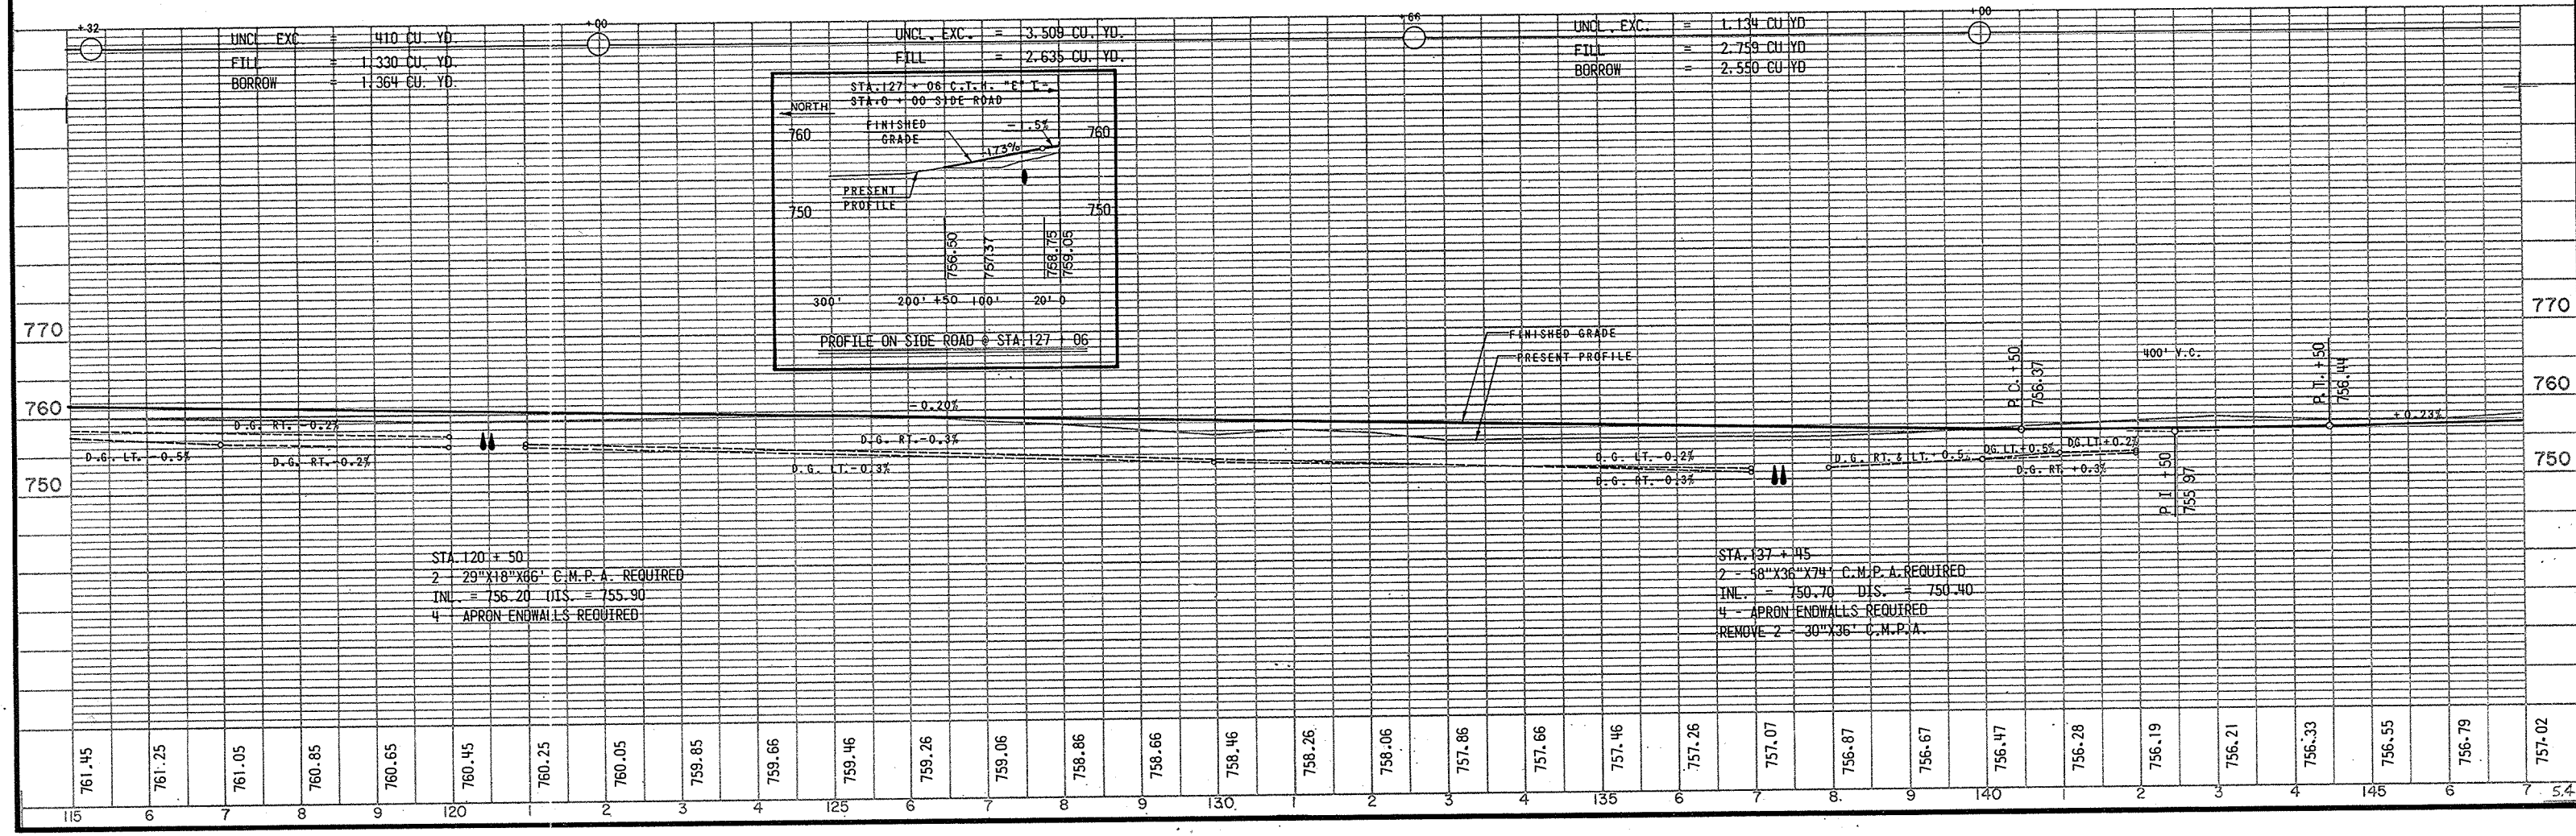 +32
UNCL. EXC. = 410 CU. YD.
FILL = 1.330 CU. YD.
BORROW = 1.364 CU. YD.
+00
UNCL. EXC. = 3.509 CU. YD.
FILL = 2.635 CU. YD.
+66
UNCL. EXC. = 1.134 CU YD
FILL = 2.759 CU YD
BORROW = 2.550 CU YD
+00
STA.127 + 06 C.T.H. "E"
STA.0 + 00 SIDE ROAD
NORTH
FINISHED
GRADE
-1.5%
760
760
-1.73%
PRESENT
PROFILE
750
750
756.50
757.37
758.75
759.05
300' 200' +50 100' 20' 0
PROFILE ON SIDE ROAD @ STA.127 + 06
770
770
FINISHED GRADE
PRESENT PROFILE
P.C. +50
756.37
400' V.C.
P.T. +50
756.44
760
760
-0.20%
+0.23%
D.G. RT. -0.2%
D.G. LT. -0.5%
D.G. RT. -0.2%
D.G. RT. -0.3%
D.G. LT. -0.3%
D.G. LT. -0.2%
D.G. RT. -0.3%
D.G. RT. & LT. + 0.5%
DG. LT. +0.5%
DG. LT. +0.2%
D.G. RT. +0.3%
750
750
P.I +50
755.97
STA.120 + 50
2 - 29"X18"X66' C.M.P.A. REQUIRED
INL. = 756.20 DIS. = 755.90
4 - APRON ENDWALLS REQUIRED
STA.137 + 45
2 - 58"X36"X74' C.M.P.A.REQUIRED
INL. = 750.70 DIS. = 750.40
4 - APRON ENDWALLS REQUIRED
REMOVE 2 - 30"X36' C.M.P.A.
761.45 761.25 761.05 760.85 760.65 760.45 760.25 760.05 759.85 759.66 759.46 759.26 759.06 758.86 758.66 758.46 758.26 758.06 757.86 757.66 757.46 757.26 757.07 756.87 756.67 756.47 756.28 756.19 756.21 756.33 756.55 756.79 757.02
115 6 7 8 9 120 1 2 3 4 125 6 7 8 9 130 1 2 3 4 135 6 7 8 9 140 1 2 3 4 145 6 7
5.4